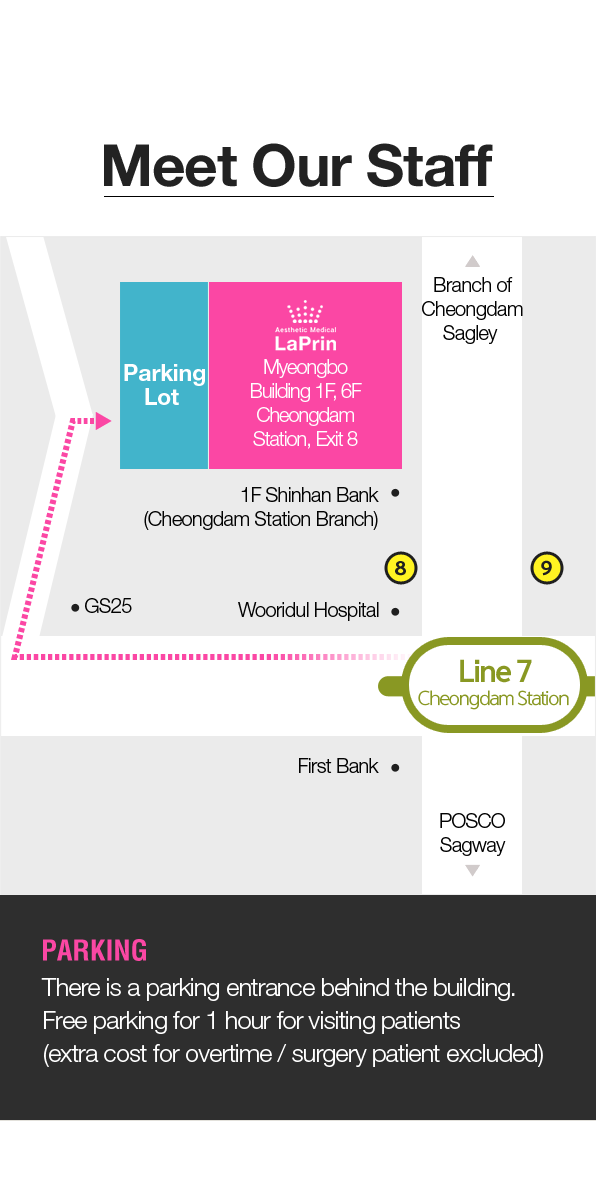 Meet Our Staff
Branch of
Cheongdam
Sagley
Aesthetic Medical
LaPrin
Myeongbo
Building 1F, 6F
Cheongdam
Station, Exit 8
Parking
Lot
1F Shinhan Bank
(Cheongdam Station Branch)
8
9
GS25
Wooridul Hospital
Line 7
Cheongdam Station
First Bank
POSCO
Sagway
PARKING
There is a parking entrance behind the building.
Free parking for 1 hour for visiting patients
(extra cost for overtime / surgery patient excluded)